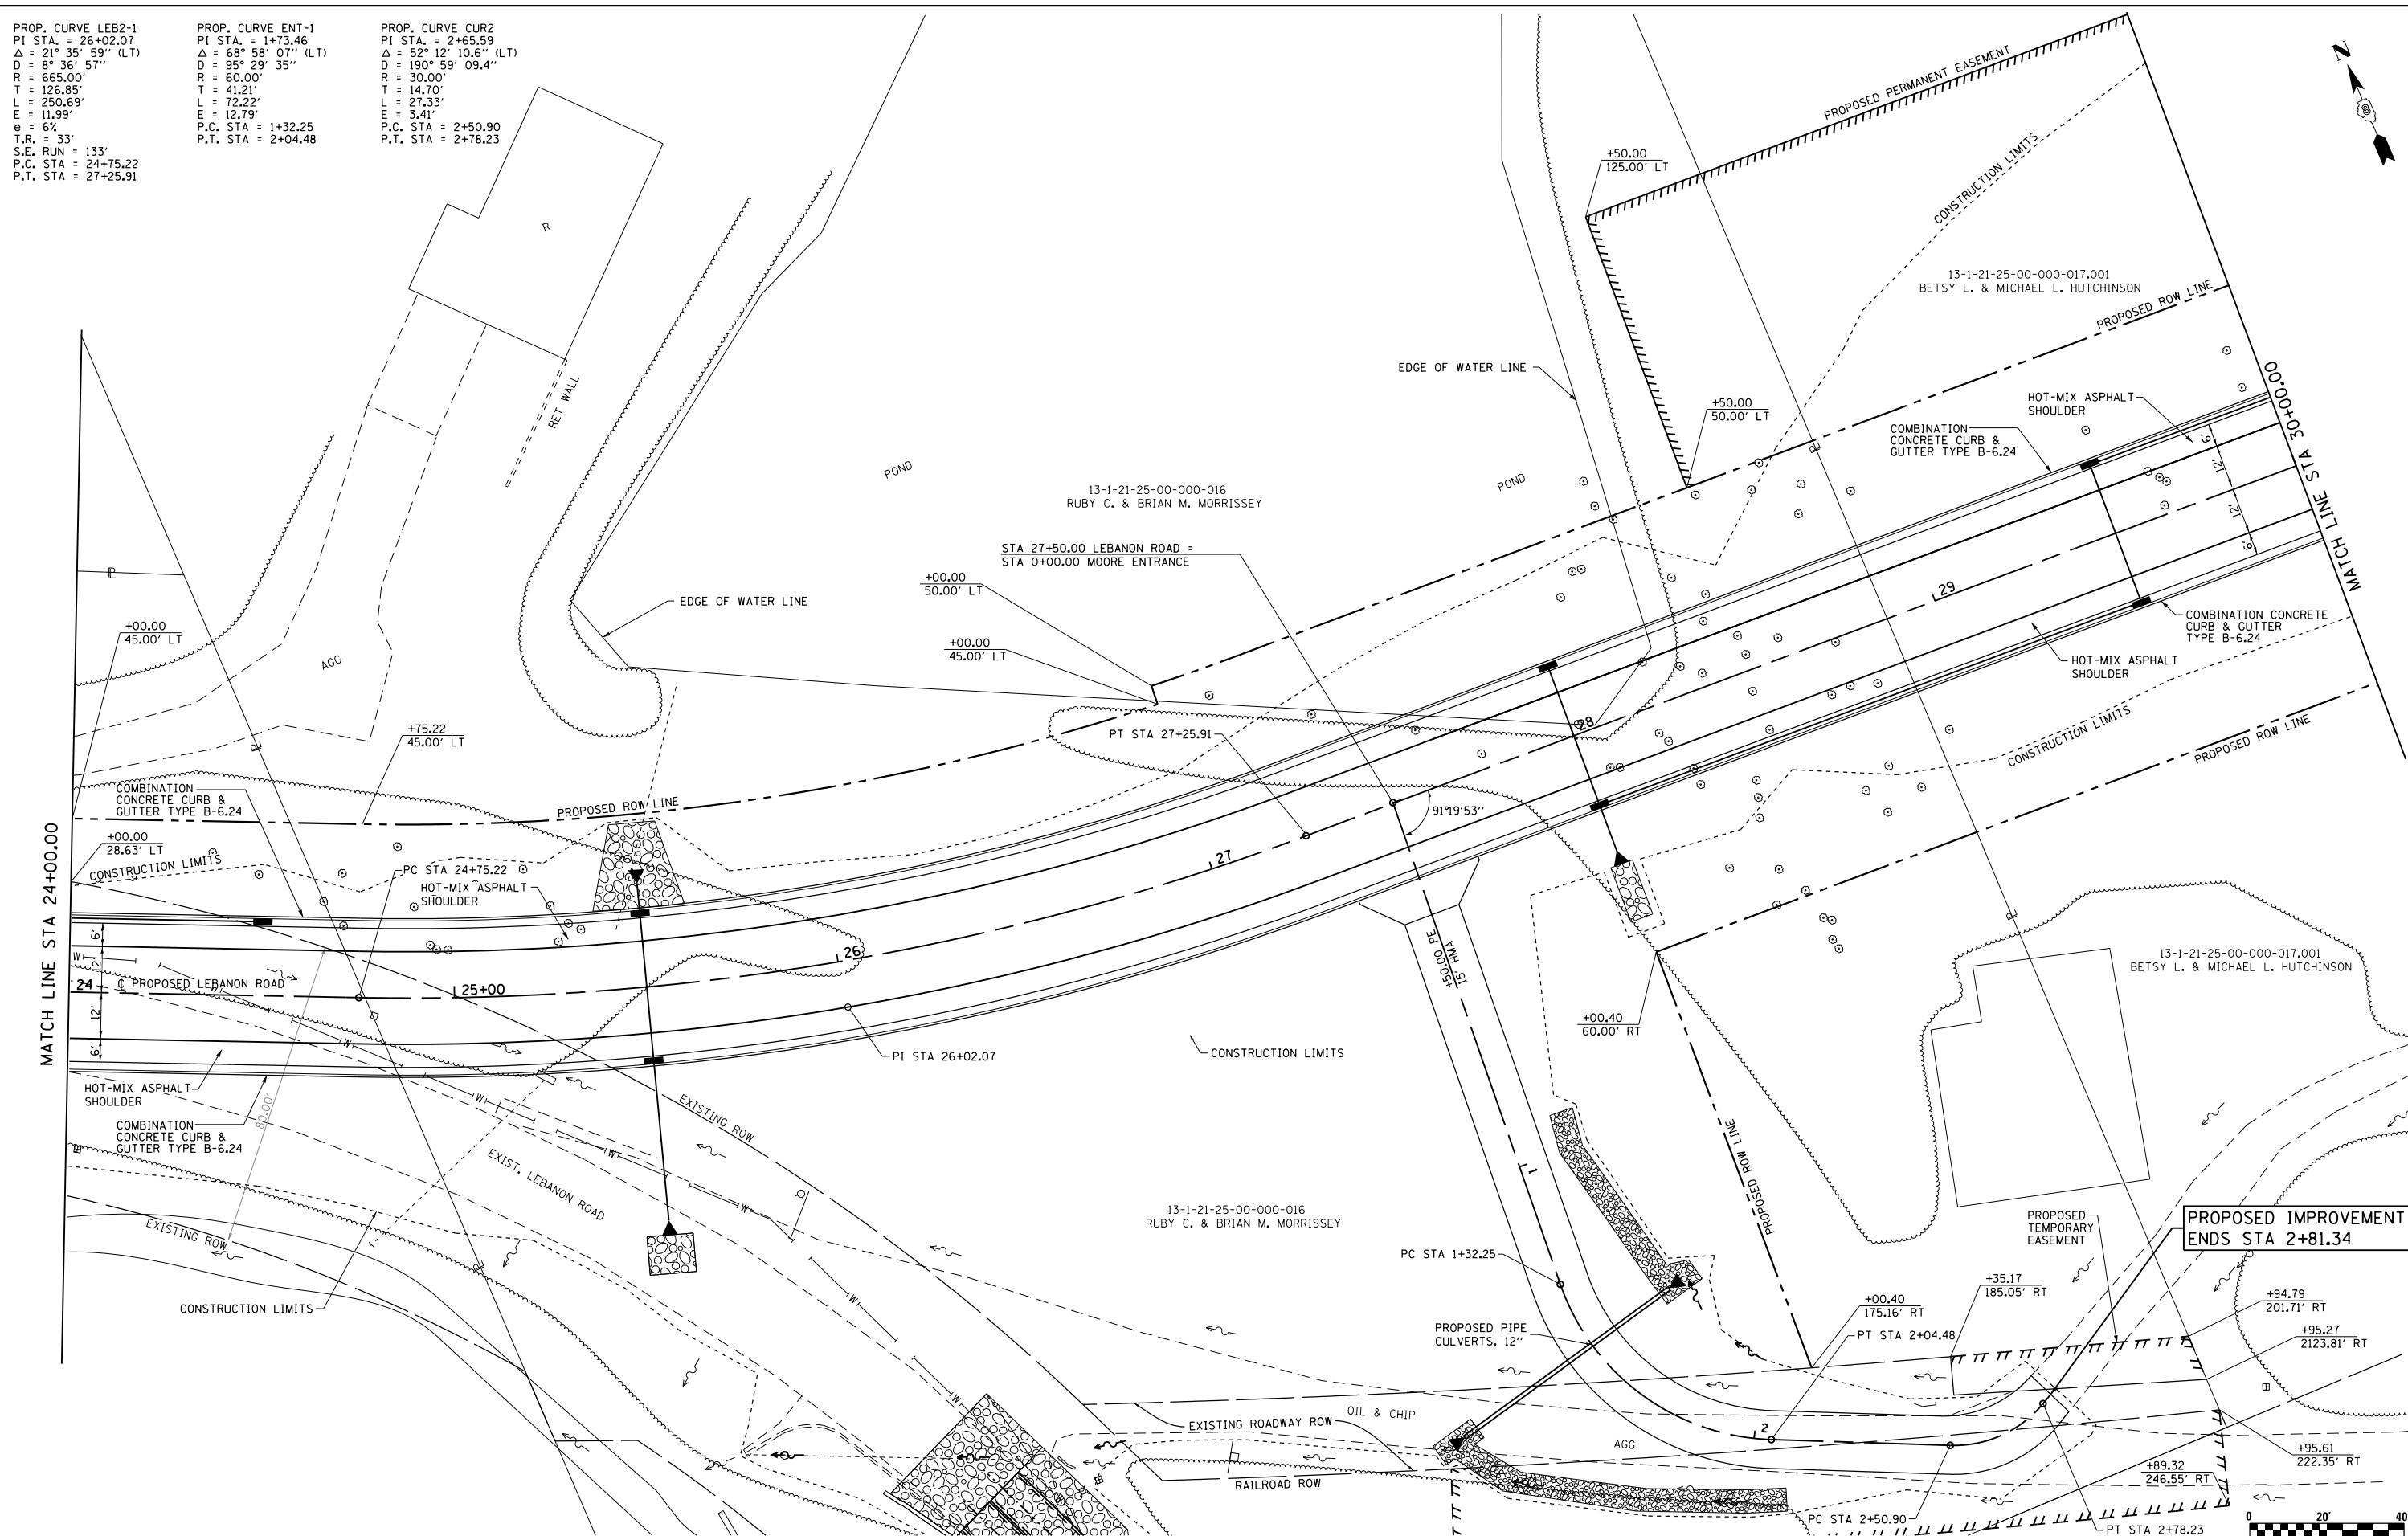 PROP. CURVE LEB2-1
PI STA. = 26+02.07
Δ = 21° 35' 59'' (LT)
D = 8° 36' 57''
R = 665.00'
T = 126.85'
L = 250.69'
E = 11.99'
e = 6%
T.R. = 33'
S.E. RUN = 133'
P.C. STA = 24+75.22
P.T. STA = 27+25.91
PROP. CURVE ENT-1
PI STA. = 1+73.46
Δ = 68° 58' 07'' (LT)
D = 95° 29' 35''
R = 60.00'
T = 41.21'
L = 72.22'
E = 12.79'
P.C. STA = 1+32.25
P.T. STA = 2+04.48
PROP. CURVE CUR2
PI STA. = 2+65.59
Δ = 52° 12' 10.6'' (LT)
D = 190° 59' 09.4''
R = 30.00'
T = 14.70'
L = 27.33'
E = 3.41'
P.C. STA = 2+50.90
P.T. STA = 2+78.23
N
PROPOSED PERMANENT EASEMENT
+50.00
125.00' LT
CONSTRUCTION LIMITS
R
13-1-21-25-00-000-017.001
BETSY L. & MICHAEL L. HUTCHINSON
PROPOSED ROW LINE
EDGE OF WATER LINE
RET WALL
+50.00
50.00' LT
HOT-MIX ASPHALT
SHOULDER
COMBINATION
CONCRETE CURB &
GUTTER TYPE B-6.24
6'
12'
12'
6'
MATCH LINE STA 30+00.00
POND
POND
13-1-21-25-00-000-016
RUBY C. & BRIAN M. MORRISSEY
STA 27+50.00 LEBANON ROAD =
STA 0+00.00 MOORE ENTRANCE
+00.00
50.00' LT
EDGE OF WATER LINE
+00.00
45.00' LT
+00.00
45.00' LT
AGG
29
COMBINATION CONCRETE
CURB & GUTTER
TYPE B-6.24
HOT-MIX ASPHALT
SHOULDER
28
PT STA 27+25.91
+75.22
45.00' LT
CONSTRUCTION LIMITS
PROPOSED ROW LINE
COMBINATION
CONCRETE CURB &
GUTTER TYPE B-6.24
PROPOSED ROW LINE
91°19'53''
+00.00
28.63' LT
CONSTRUCTION LIMITS
PC STA 24+75.22
HOT-MIX ASPHALT
SHOULDER
27
MATCH LINE STA 24+00.00
6'
12'
12'
6'
W
W
24
PROPOSED LEBANON ROAD
25+00
26
+50.00 PE
15' HMA
13-1-21-25-00-000-017.001
BETSY L. & MICHAEL L. HUTCHINSON
+00.40
60.00' RT
PI STA 26+02.07
CONSTRUCTION LIMITS
W
HOT-MIX ASPHALT
SHOULDER
80.00'
W
EXISTING ROW
COMBINATION
CONCRETE CURB &
GUTTER TYPE B-6.24
W
EXIST. LEBANON ROAD
W
1
PROPOSED ROW LINE
EXISTING ROW
13-1-21-25-00-000-016
RUBY C. & BRIAN M. MORRISSEY
PROPOSED
TEMPORARY
EASEMENT
PROPOSED IMPROVEMENT
ENDS STA 2+81.34
PC STA 1+32.25
CONSTRUCTION LIMITS
W
+35.17
185.05' RT
+94.79
201.71' RT
+00.40
175.16' RT
PROPOSED PIPE
CULVERTS, 12''
PT STA 2+04.48
+95.27
2123.81' RT
W
OIL & CHIP
EXISTING ROADWAY ROW
2
AGG
+95.61
222.35' RT
RAILROAD ROW
+89.32
246.55' RT
PC STA 2+50.90
PT STA 2+78.23
0 20' 40'